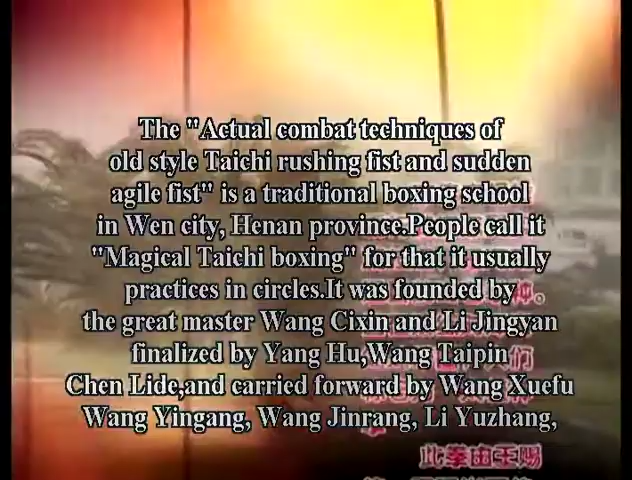 The "Actual combat techniques of
old style Taichi rushing fist and sudden
agile fist" is a traditional boxing school
in Wen city, Henan province.People call it
"Magical Taichi boxing" for that it usually
practices in circles.It was founded by
the great master Wang Cixin and Li Jingyan
finalized by Yang Hu,Wang Taipin
Chen Lide,and carried forward by Wang Xuefu
Wang Yingang, Wang Jinrang, Li Yuzhang,
们
此拳由王赐